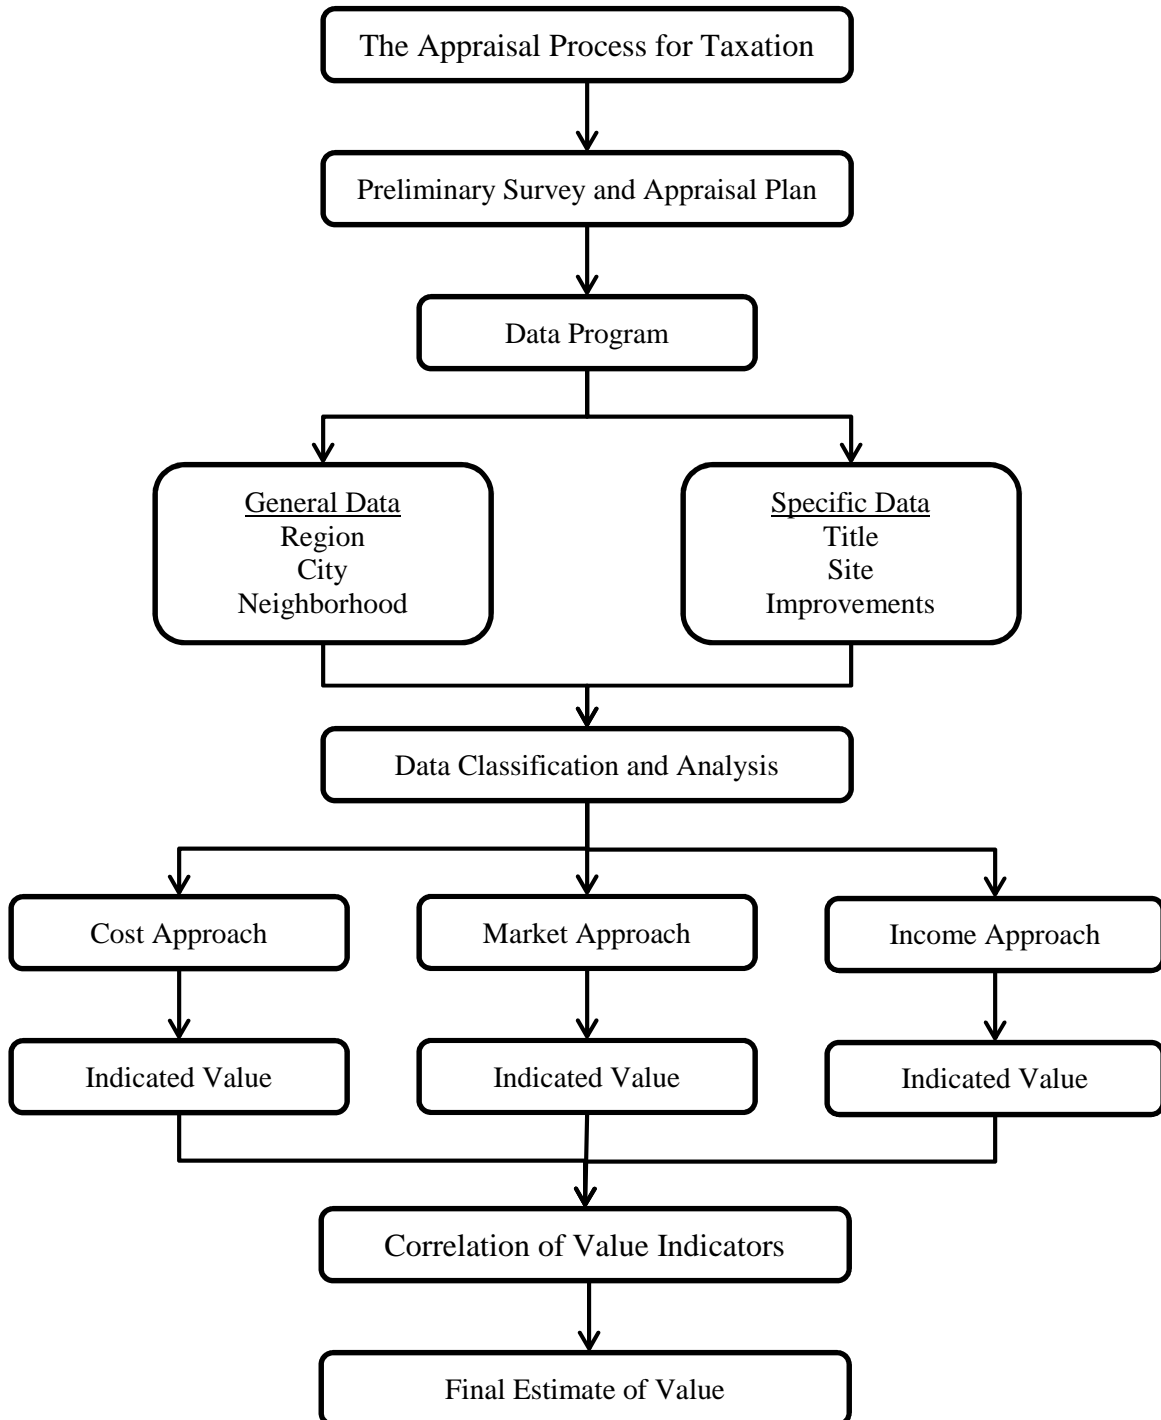 The Appraisal Process for Taxation
Preliminary Survey and Appraisal Plan
Data Program
General Data
Region
City
Neighborhood
Specific Data
Title
Site
Improvements
Data Classification and Analysis
Cost Approach
Market Approach
Income Approach
Indicated Value
Indicated Value
Indicated Value
Correlation of Value Indicators
Final Estimate of Value